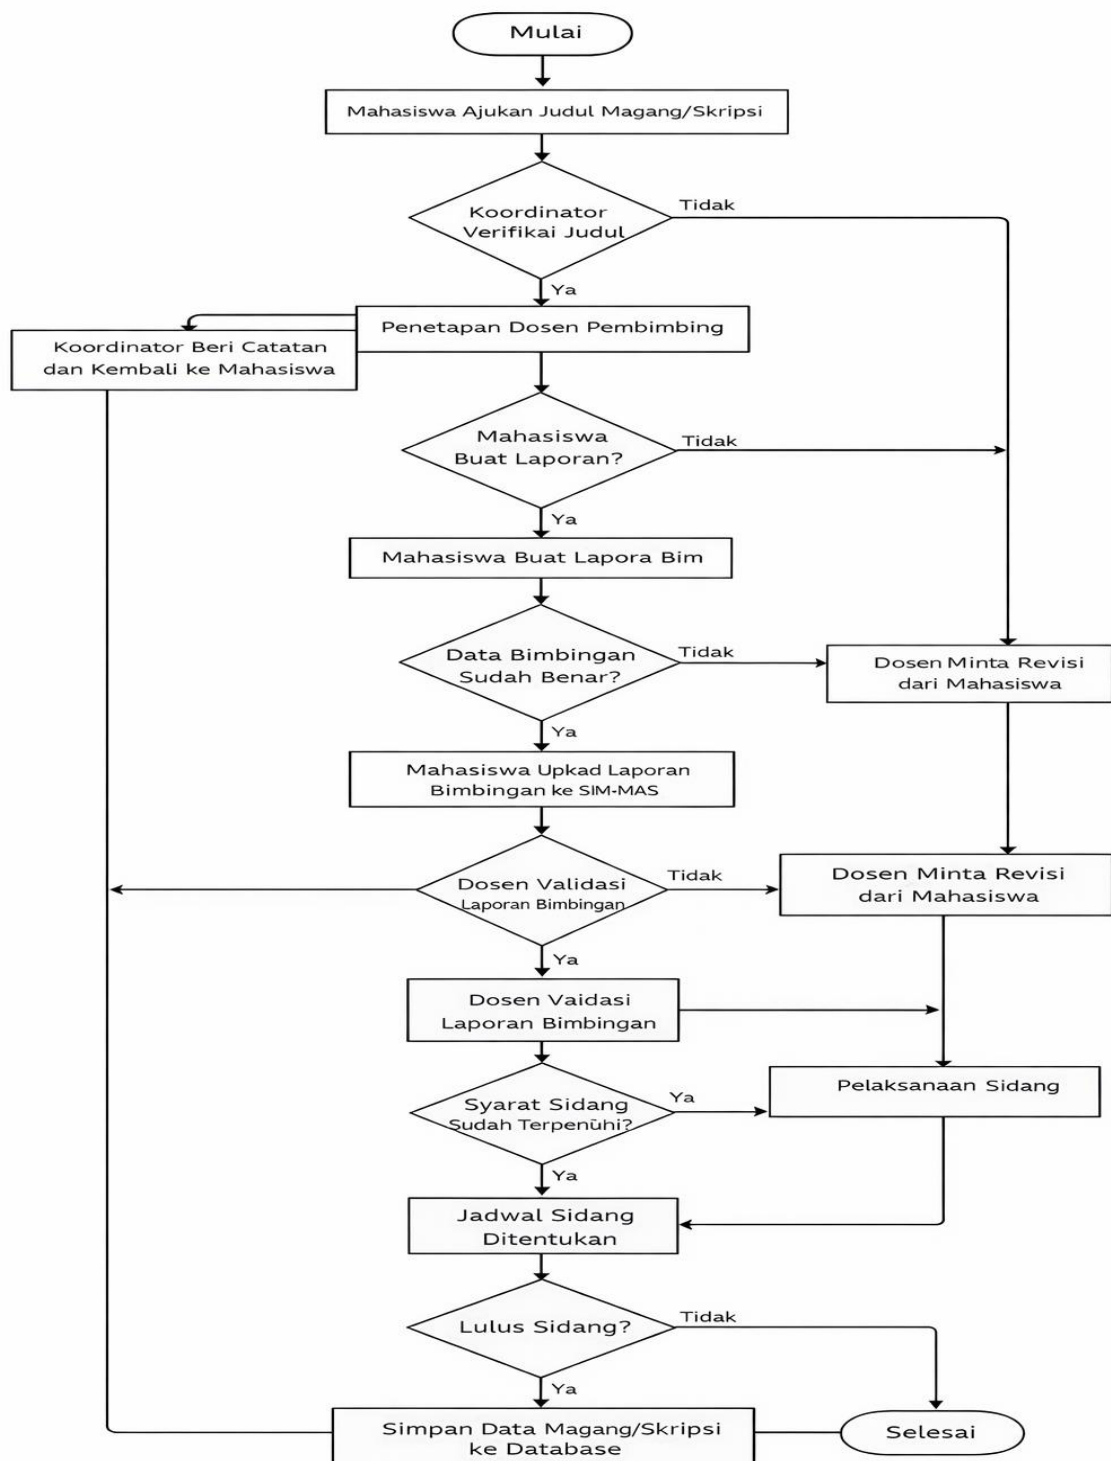 Mulai
Mahasiswa Ajukan Judul Magang/Skripsi
Koordinator
Verifikai Judul
Tidak
Ya
Penetapan Dosen Pembimbing
Koordinator Beri Catatan
dan Kembali ke Mahasiswa
Mahasiswa
Buat Laporan?
Tidak
Ya
Mahasiswa Buat Lapora Bim
Data Bimbingan
Sudah Benar?
Tidak
Dosen Minta Revisi
dari Mahasiswa
Ya
Mahasiswa Upkad Laporan
Bimbingan ke SIM-MAS
Dosen Validasi
Laporan Bimbingan
Tidak
Dosen Minta Revisi
dari Mahasiswa
Ya
Dosen Vaidasi
Laporan Bimbingan
Syarat Sidang
Sudah Terpenūhi?
Ya
Pelaksanaan Sidang
Ya
Jadwal Sidang
Ditentukan
Lulus Sidang?
Tidak
Ya
Simpan Data Magang/Skripsi
ke Database
Selesai